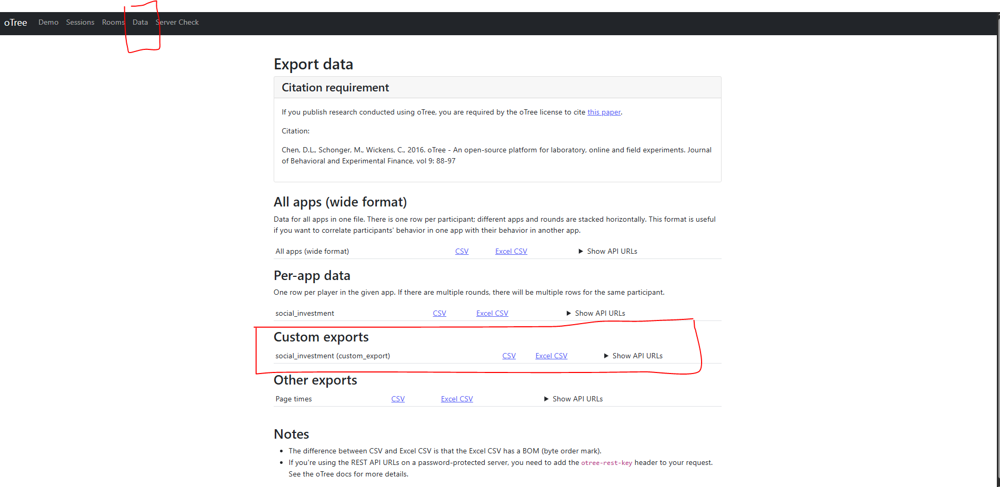 oTree Demo Sessions Rooms Data Server Check
Export data
Citation requirement
If you publish research conducted using oTree, you are required by the oTree license to cite this paper.
Citation:
Chen, D.L., Schonger, M., Wickens, C., 2016. oTree - An open-source platform for laboratory, online and field experiments. Journal
of Behavioral and Experimental Finance, vol 9: 88-97
All apps (wide format)
Data for all apps in one file. There is one row per participant; different apps and rounds are stacked horizontally. This format is useful
if you want to correlate participants' behavior in one app with their behavior in another app.
All apps (wide format) CSV Excel CSV ▶ Show API URLs
Per-app data
One row per player in the given app. If there are multiple rounds, there will be multiple rows for the same participant.
social_investment CSV Excel CSV ▶ Show API URLs
Custom exports
social_investment (custom_export) CSV Excel CSV ▶ Show API URLs
Other exports
Page times CSV Excel CSV ▶ Show API URLs
Notes
• The difference between CSV and Excel CSV is that the Excel CSV has a BOM (byte order mark).
• If you're using the REST API URLs on a password-protected server, you need to add the otree-rest-key header to your request.
See the oTree docs for more details.